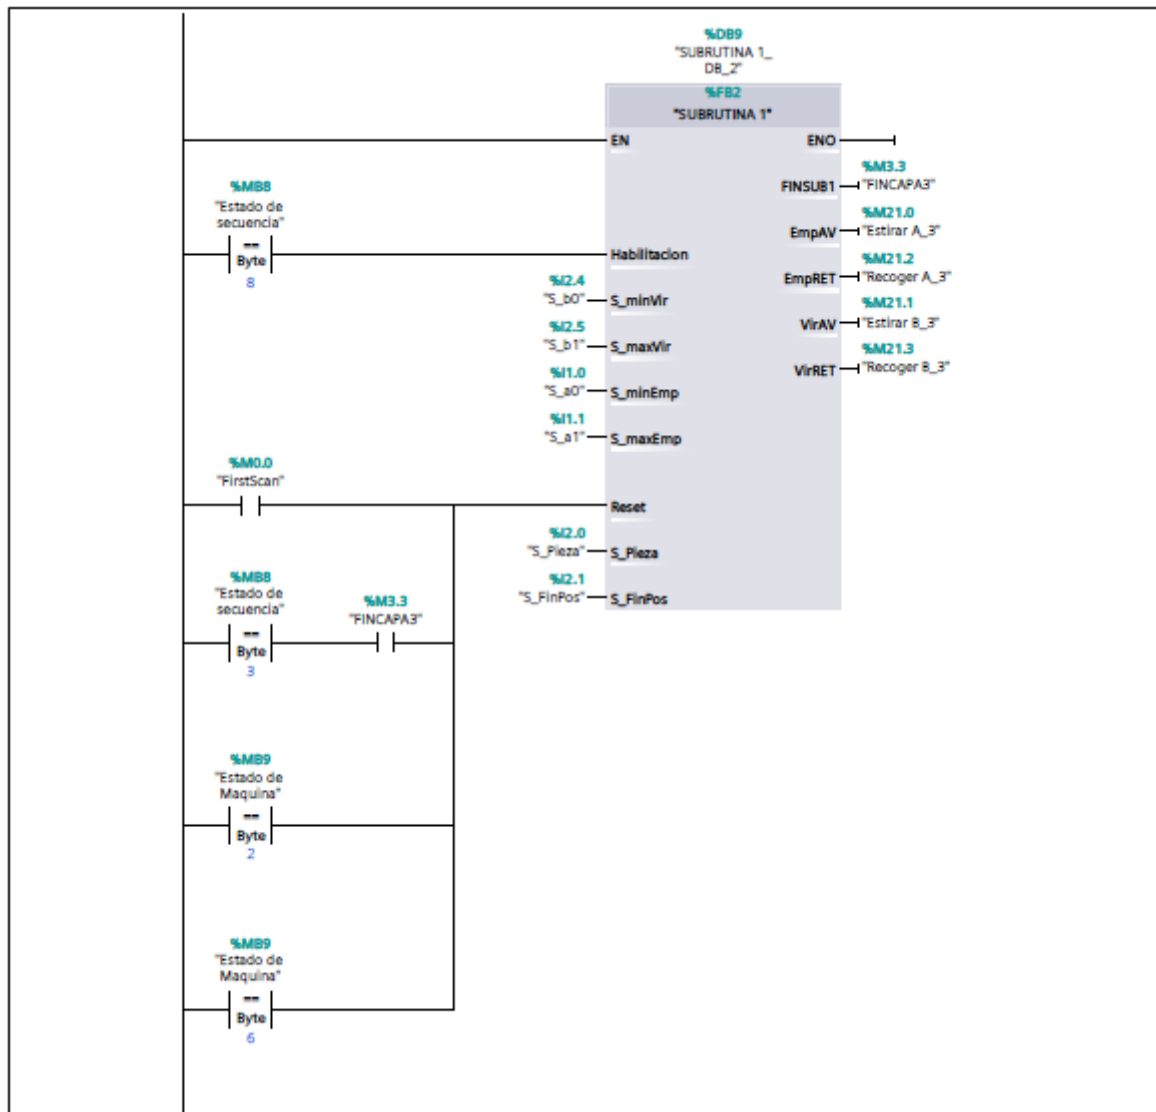 %DB9
"SUBRUTINA 1_
DB_2"
%FB2
"SUBRUTINA 1"
EN
ENO
%MB8
"Estado de
secuencia"
==
Byte
8
Habilitacion
%I2.4
"S_b0"
S_minVir
%I2.5
"S_b1"
S_maxVir
%I1.0
"S_a0"
S_minEmp
%I1.1
"S_a1"
S_maxEmp
FINSUB1
%M3.3
"FINCAPA3"
EmpAV
%M21.0
"Estirar A_3"
EmpRET
%M21.2
"Recoger A_3"
VirAV
%M21.1
"Estirar B_3"
VirRET
%M21.3
"Recoger B_3"
%M0.0
"FirstScan"
Reset
%I2.0
"S_Pieza"
S_Pieza
%I2.1
"S_FinPos"
S_FinPos
%MB8
"Estado de
secuencia"
==
Byte
3
%M3.3
"FINCAPA3"
%MB9
"Estado de
Maquina"
==
Byte
2
%MB9
"Estado de
Maquina"
==
Byte
6